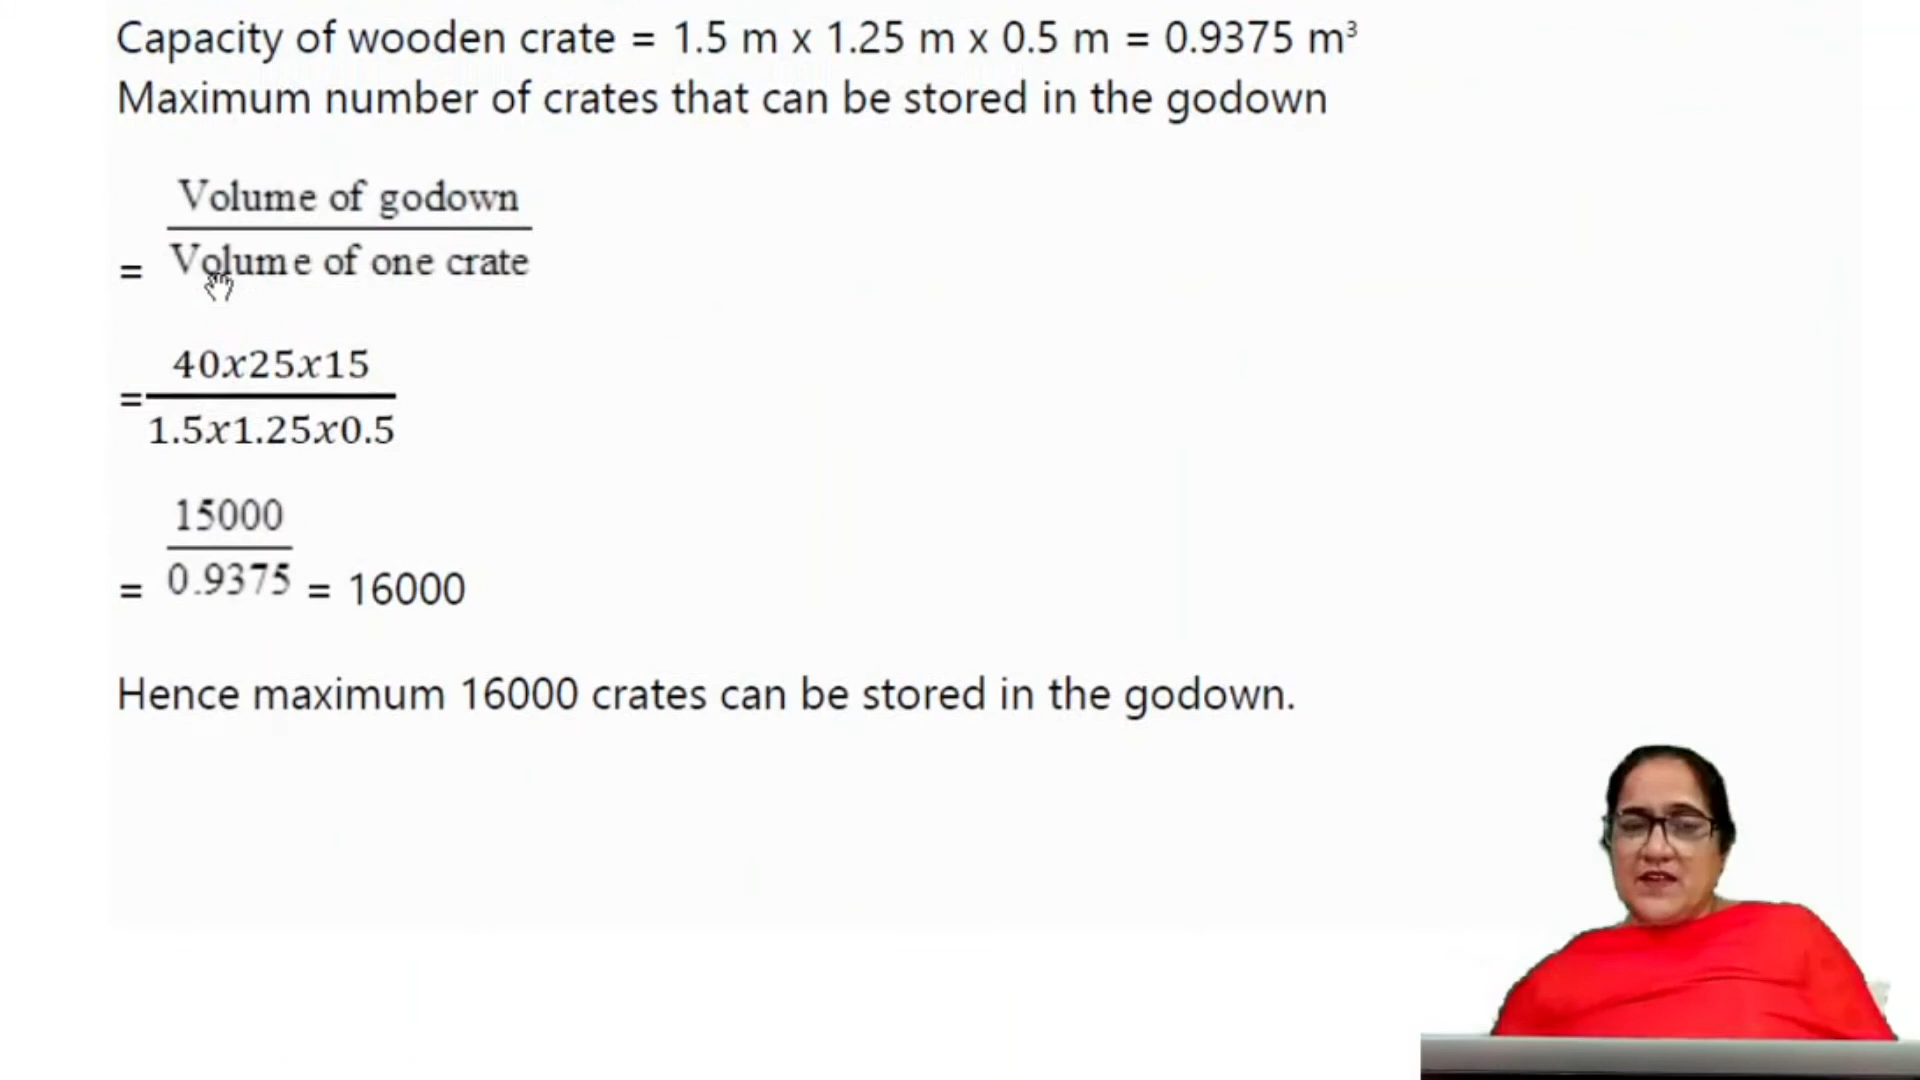 Capacity of wooden crate = 1.5 m x 1.25 m x 0.5 m = 0.9375 m³
Maximum number of crates that can be stored in the godown
Volume of godown
= Volume of one crate
40x25x15
=
1.5x1.25x0.5
15000
= 0.9375 = 16000
Hence maximum 16000 crates can be stored in the godown.